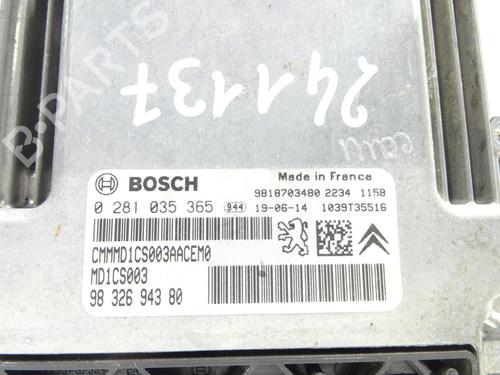 B-PARTS
241137
BOSCH
Made in France
9818703480 2234 1158
0 281 035 365 944 19-06-14 1039T35516
CMMMD1CS003AACEM0
MD1CS003
98 326 943 80